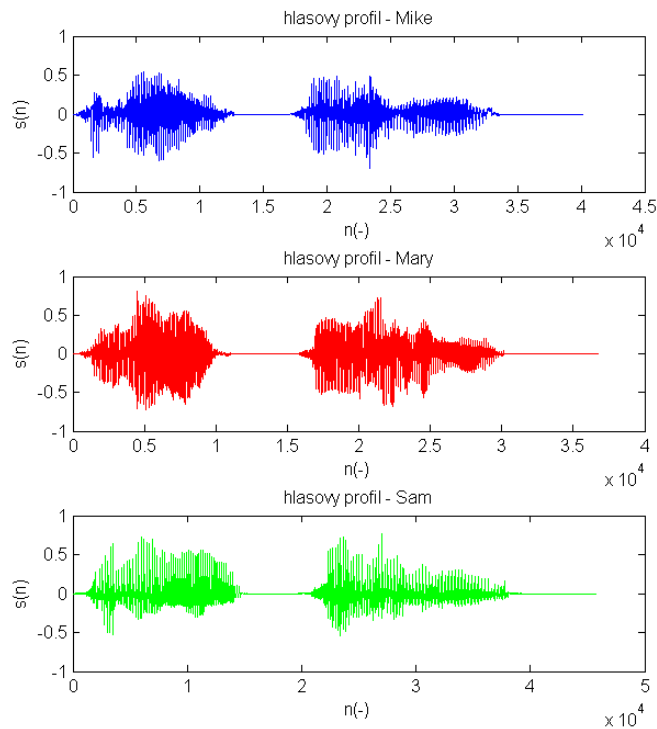 hlasovy profil - Mike
1
0.5
0
-0.5
-1
s(n)
0 0.5 1 1.5 2 2.5 3 3.5 4 4.5
n(-)
x 10^4
hlasovy profil - Mary
1
0.5
0
-0.5
-1
s(n)
0 0.5 1 1.5 2 2.5 3 3.5 4
n(-)
x 10^4
hlasovy profil - Sam
1
0.5
0
-0.5
-1
s(n)
0 1 2 3 4 5
n(-)
x 10^4